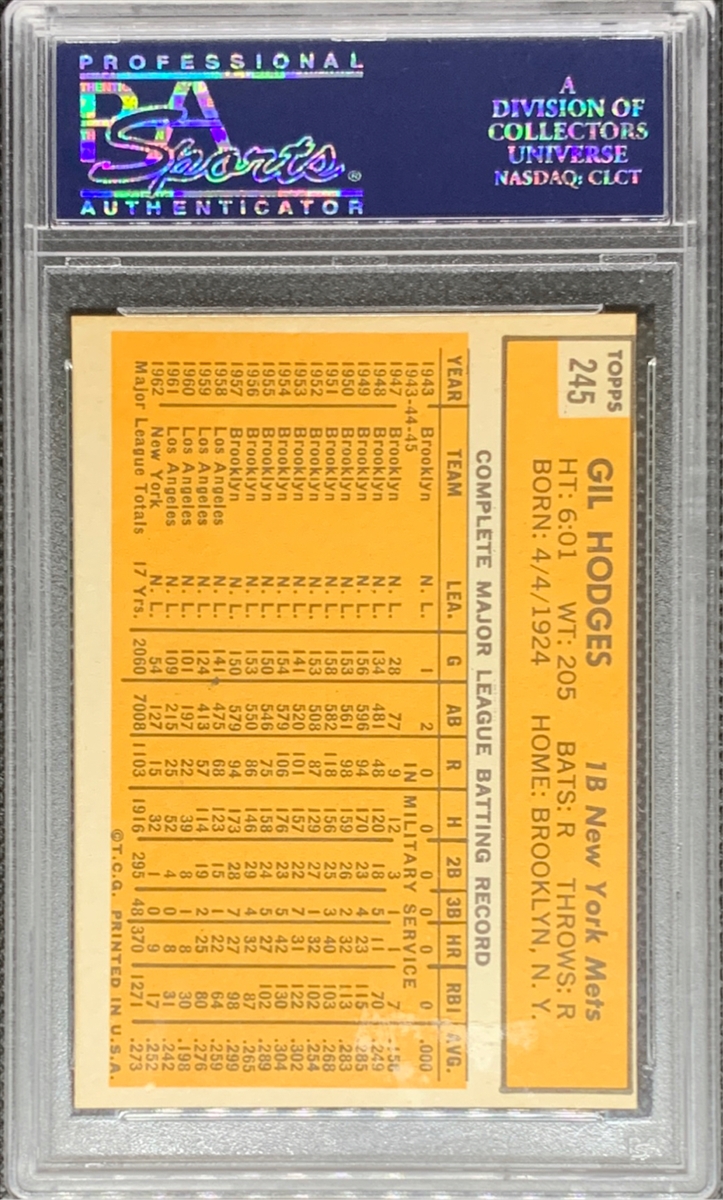 PROFESSIONAL
PSA
Sports®
AUTHENTICATOR
A
DIVISION OF
COLLECTORS
UNIVERSE
NASDAQ: CLCT
TOPPS
245
GIL HODGES 1B New York Mets
HT: 6:01 WT: 205 BATS: R THROWS: R
BORN: 4/4/1924 HOME: BROOKLYN, N. Y.
COMPLETE MAJOR LEAGUE BATTING RECORD
YEAR TEAM LEA. G AB R H 2B 3B HR RBI AVG.
1943 Brooklyn N. L. 1 2 0 0 0 0 0 0 .000
1943-44-45 IN MILITARY SERVICE
1947 Brooklyn N. L. 28 77 9 12 3 1 1 7 .156
1948 Brooklyn N. L. 134 481 48 120 18 5 11 70 .249
1949 Brooklyn N. L. 156 596 94 170 23 4 23 115 .285
1950 Brooklyn N. L. 153 561 98 159 26 2 32 113 .283
1951 Brooklyn N. L. 158 582 118 156 25 3 40 103 .268
1952 Brooklyn N. L. 153 508 87 129 27 1 32 102 .254
1953 Brooklyn N. L. 141 520 101 157 22 7 31 122 .302
1954 Brooklyn N. L. 154 579 106 176 23 5 42 130 .304
1955 Brooklyn N. L. 150 546 75 158 24 5 27 102 .289
1956 Brooklyn N. L. 153 550 86 146 29 4 32 87 .265
1957 Brooklyn N. L. 150 579 94 173 28 7 27 98 .299
1958 Los Angeles N. L. 141 475 68 123 15 1 22 64 .259
1959 Los Angeles N. L. 124 413 57 114 19 2 25 80 .276
1960 Los Angeles N. L. 101 197 22 39 8 1 8 30 .198
1961 Los Angeles N. L. 109 215 25 52 4 0 8 31 .242
1962 New York N. L. 54 127 15 32 1 0 9 17 .252
Major League Totals 17 Yrs. 2060 7008 1103 1916 295 48 370 1271 .273
©T.C.G. PRINTED IN U.S.A.